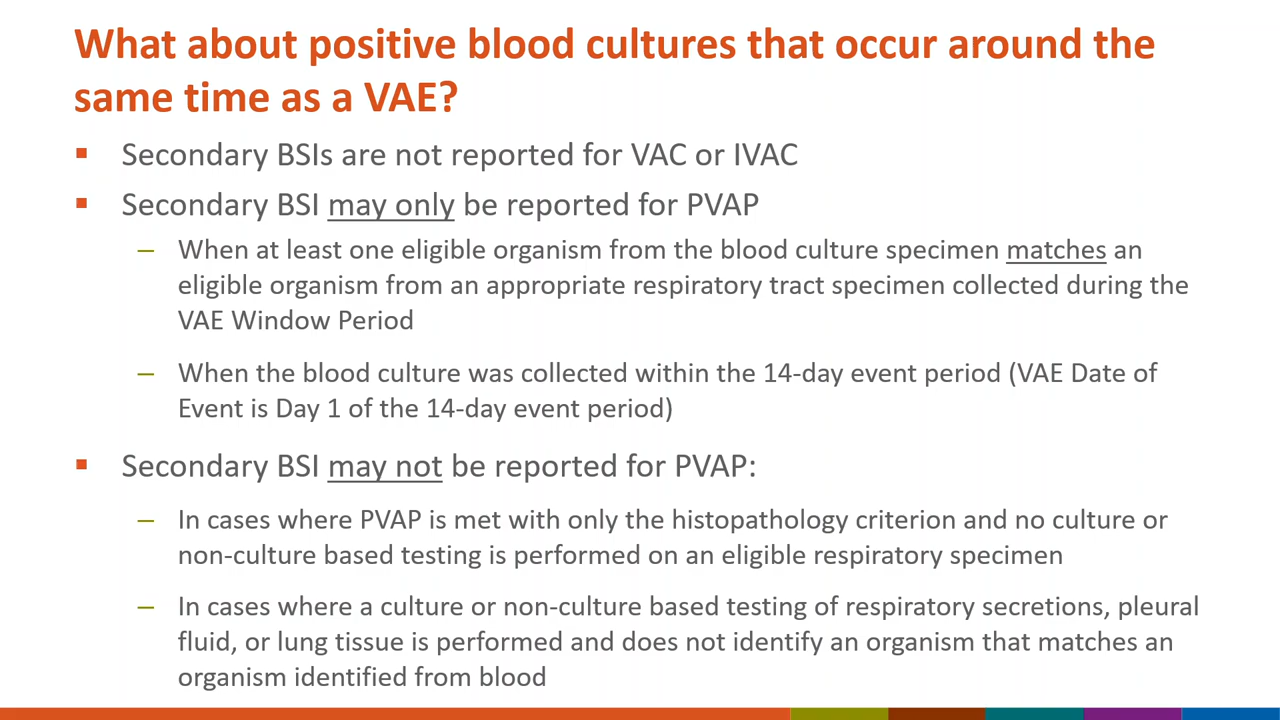 What about positive blood cultures that occur around the
same time as a VAE?
▪ Secondary BSIs are not reported for VAC or IVAC
▪ Secondary BSI may only be reported for PVAP
– When at least one eligible organism from the blood culture specimen matches an
eligible organism from an appropriate respiratory tract specimen collected during the
VAE Window Period
– When the blood culture was collected within the 14-day event period (VAE Date of
Event is Day 1 of the 14-day event period)
▪ Secondary BSI may not be reported for PVAP:
– In cases where PVAP is met with only the histopathology criterion and no culture or
non-culture based testing is performed on an eligible respiratory specimen
– In cases where a culture or non-culture based testing of respiratory secretions, pleural
fluid, or lung tissue is performed and does not identify an organism that matches an
organism identified from blood